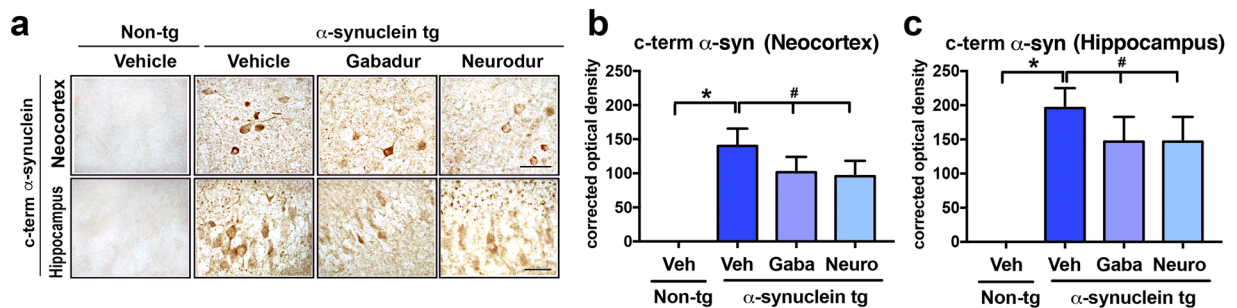 a
Non-tg
α-synuclein tg
Vehicle
Vehicle
Gabadur
Neurodur
c-term α-synuclein
Neocortex
Hippocampus
b
c-term α-syn (Neocortex)
corrected optical density
250
200
150
100
50
0
*
#
Veh
Veh
Gaba
Neuro
Non-tg
α-synuclein tg
c
c-term α-syn (Hippocampus)
corrected optical density
250
200
150
100
50
0
*
#
Veh
Veh
Gaba
Neuro
Non-tg
α-synuclein tg